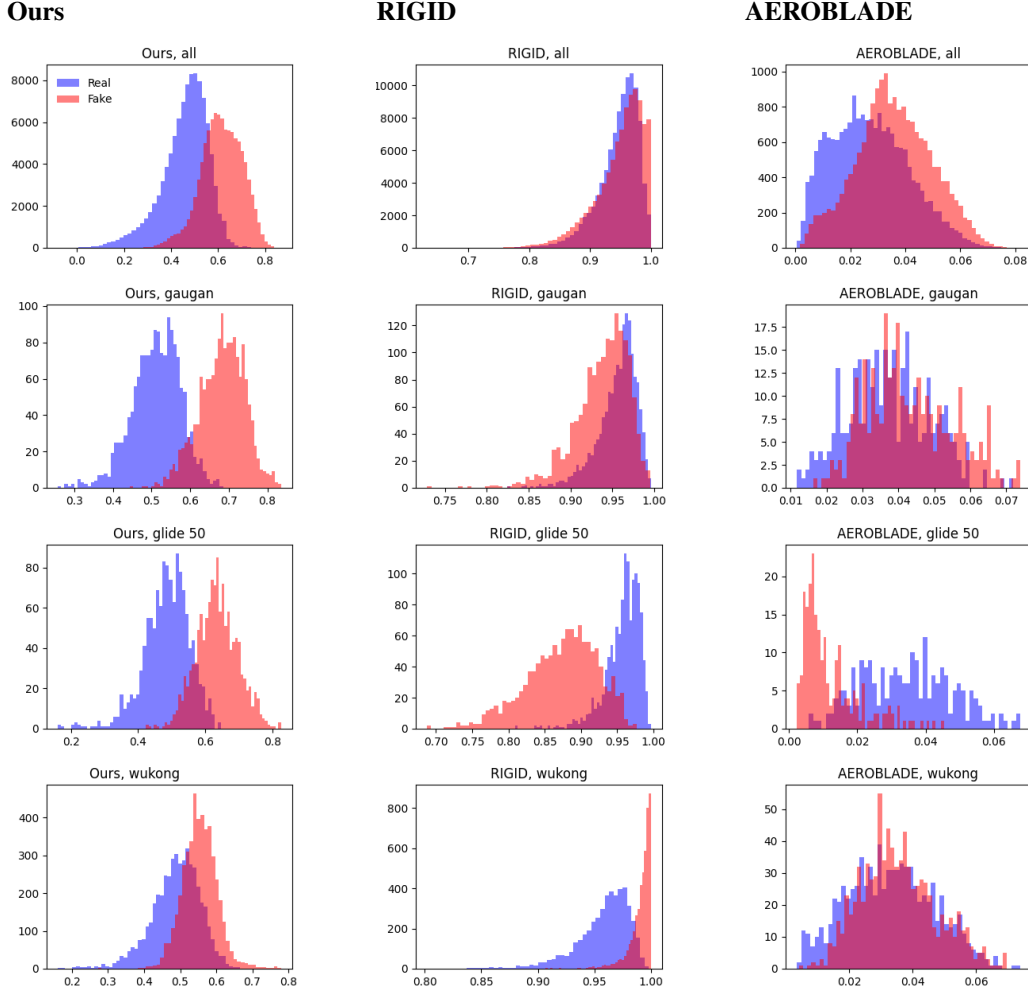 Ours RIGID AEROBLADE
Ours, all
8000
6000
4000
2000
0
0.0 0.2 0.4 0.6 0.8
Real
Fake
RIGID, all
10000
8000
6000
4000
2000
0
0.7 0.8 0.9 1.0
AEROBLADE, all
1000
800
600
400
200
0
0.00 0.02 0.04 0.06 0.08
Ours, gaugan
100
80
60
40
20
0
0.3 0.4 0.5 0.6 0.7 0.8
RIGID, gaugan
120
100
80
60
40
20
0
0.75 0.80 0.85 0.90 0.95 1.00
AEROBLADE, gaugan
17.5
15.0
12.5
10.0
7.5
5.0
2.5
0.0
0.01 0.02 0.03 0.04 0.05 0.06 0.07
Ours, glide 50
80
60
40
20
0
0.2 0.4 0.6 0.8
RIGID, glide 50
100
80
60
40
20
0
0.70 0.75 0.80 0.85 0.90 0.95 1.00
AEROBLADE, glide 50
20
15
10
5
0
0.00 0.02 0.04 0.06
Ours, wukong
400
300
200
100
0
0.2 0.3 0.4 0.5 0.6 0.7 0.8
RIGID, wukong
800
600
400
200
0
0.80 0.85 0.90 0.95 1.00
AEROBLADE, wukong
50
40
30
20
10
0
0.02 0.04 0.06